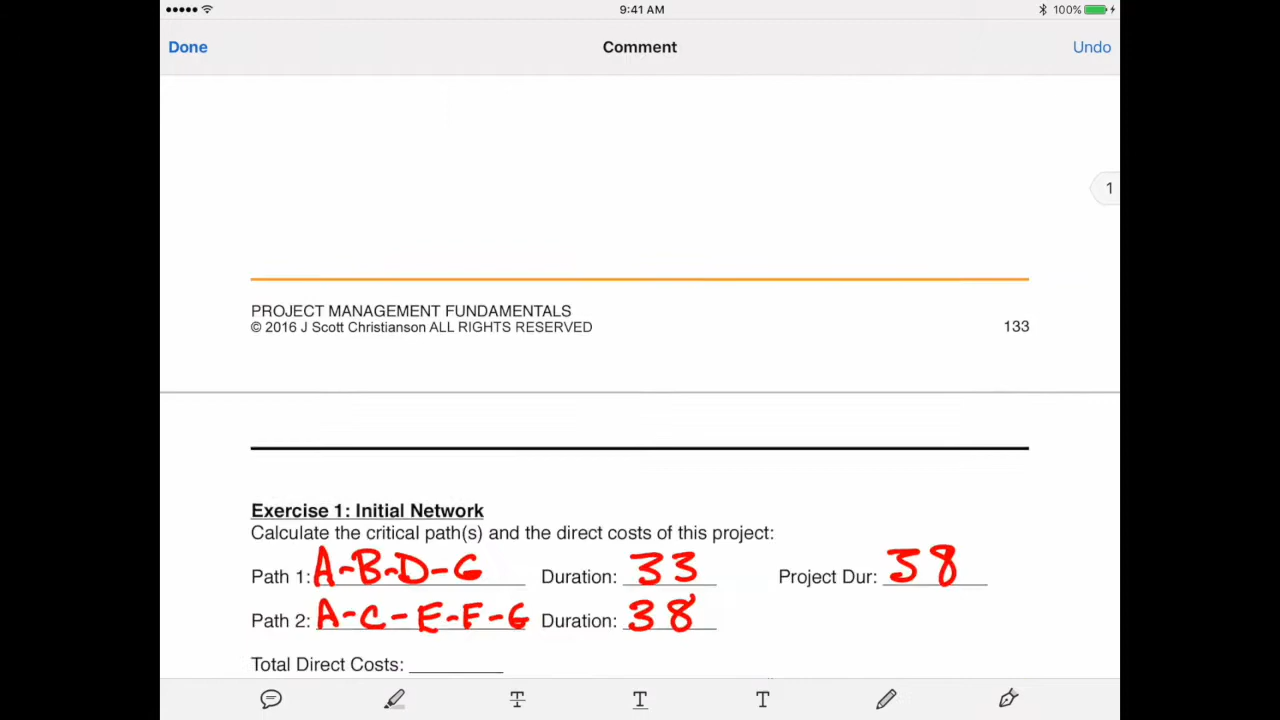 9:41 AM 100%
Done Comment Undo
1
PROJECT MANAGEMENT FUNDAMENTALS
© 2016 J Scott Christianson ALL RIGHTS RESERVED 133
Exercise 1: Initial Network
Calculate the critical path(s) and the direct costs of this project:
Path 1: A-B-D-G Duration: 33 Project Dur: 38
Path 2: A-C-E-F-G Duration: 38
Total Direct Costs: